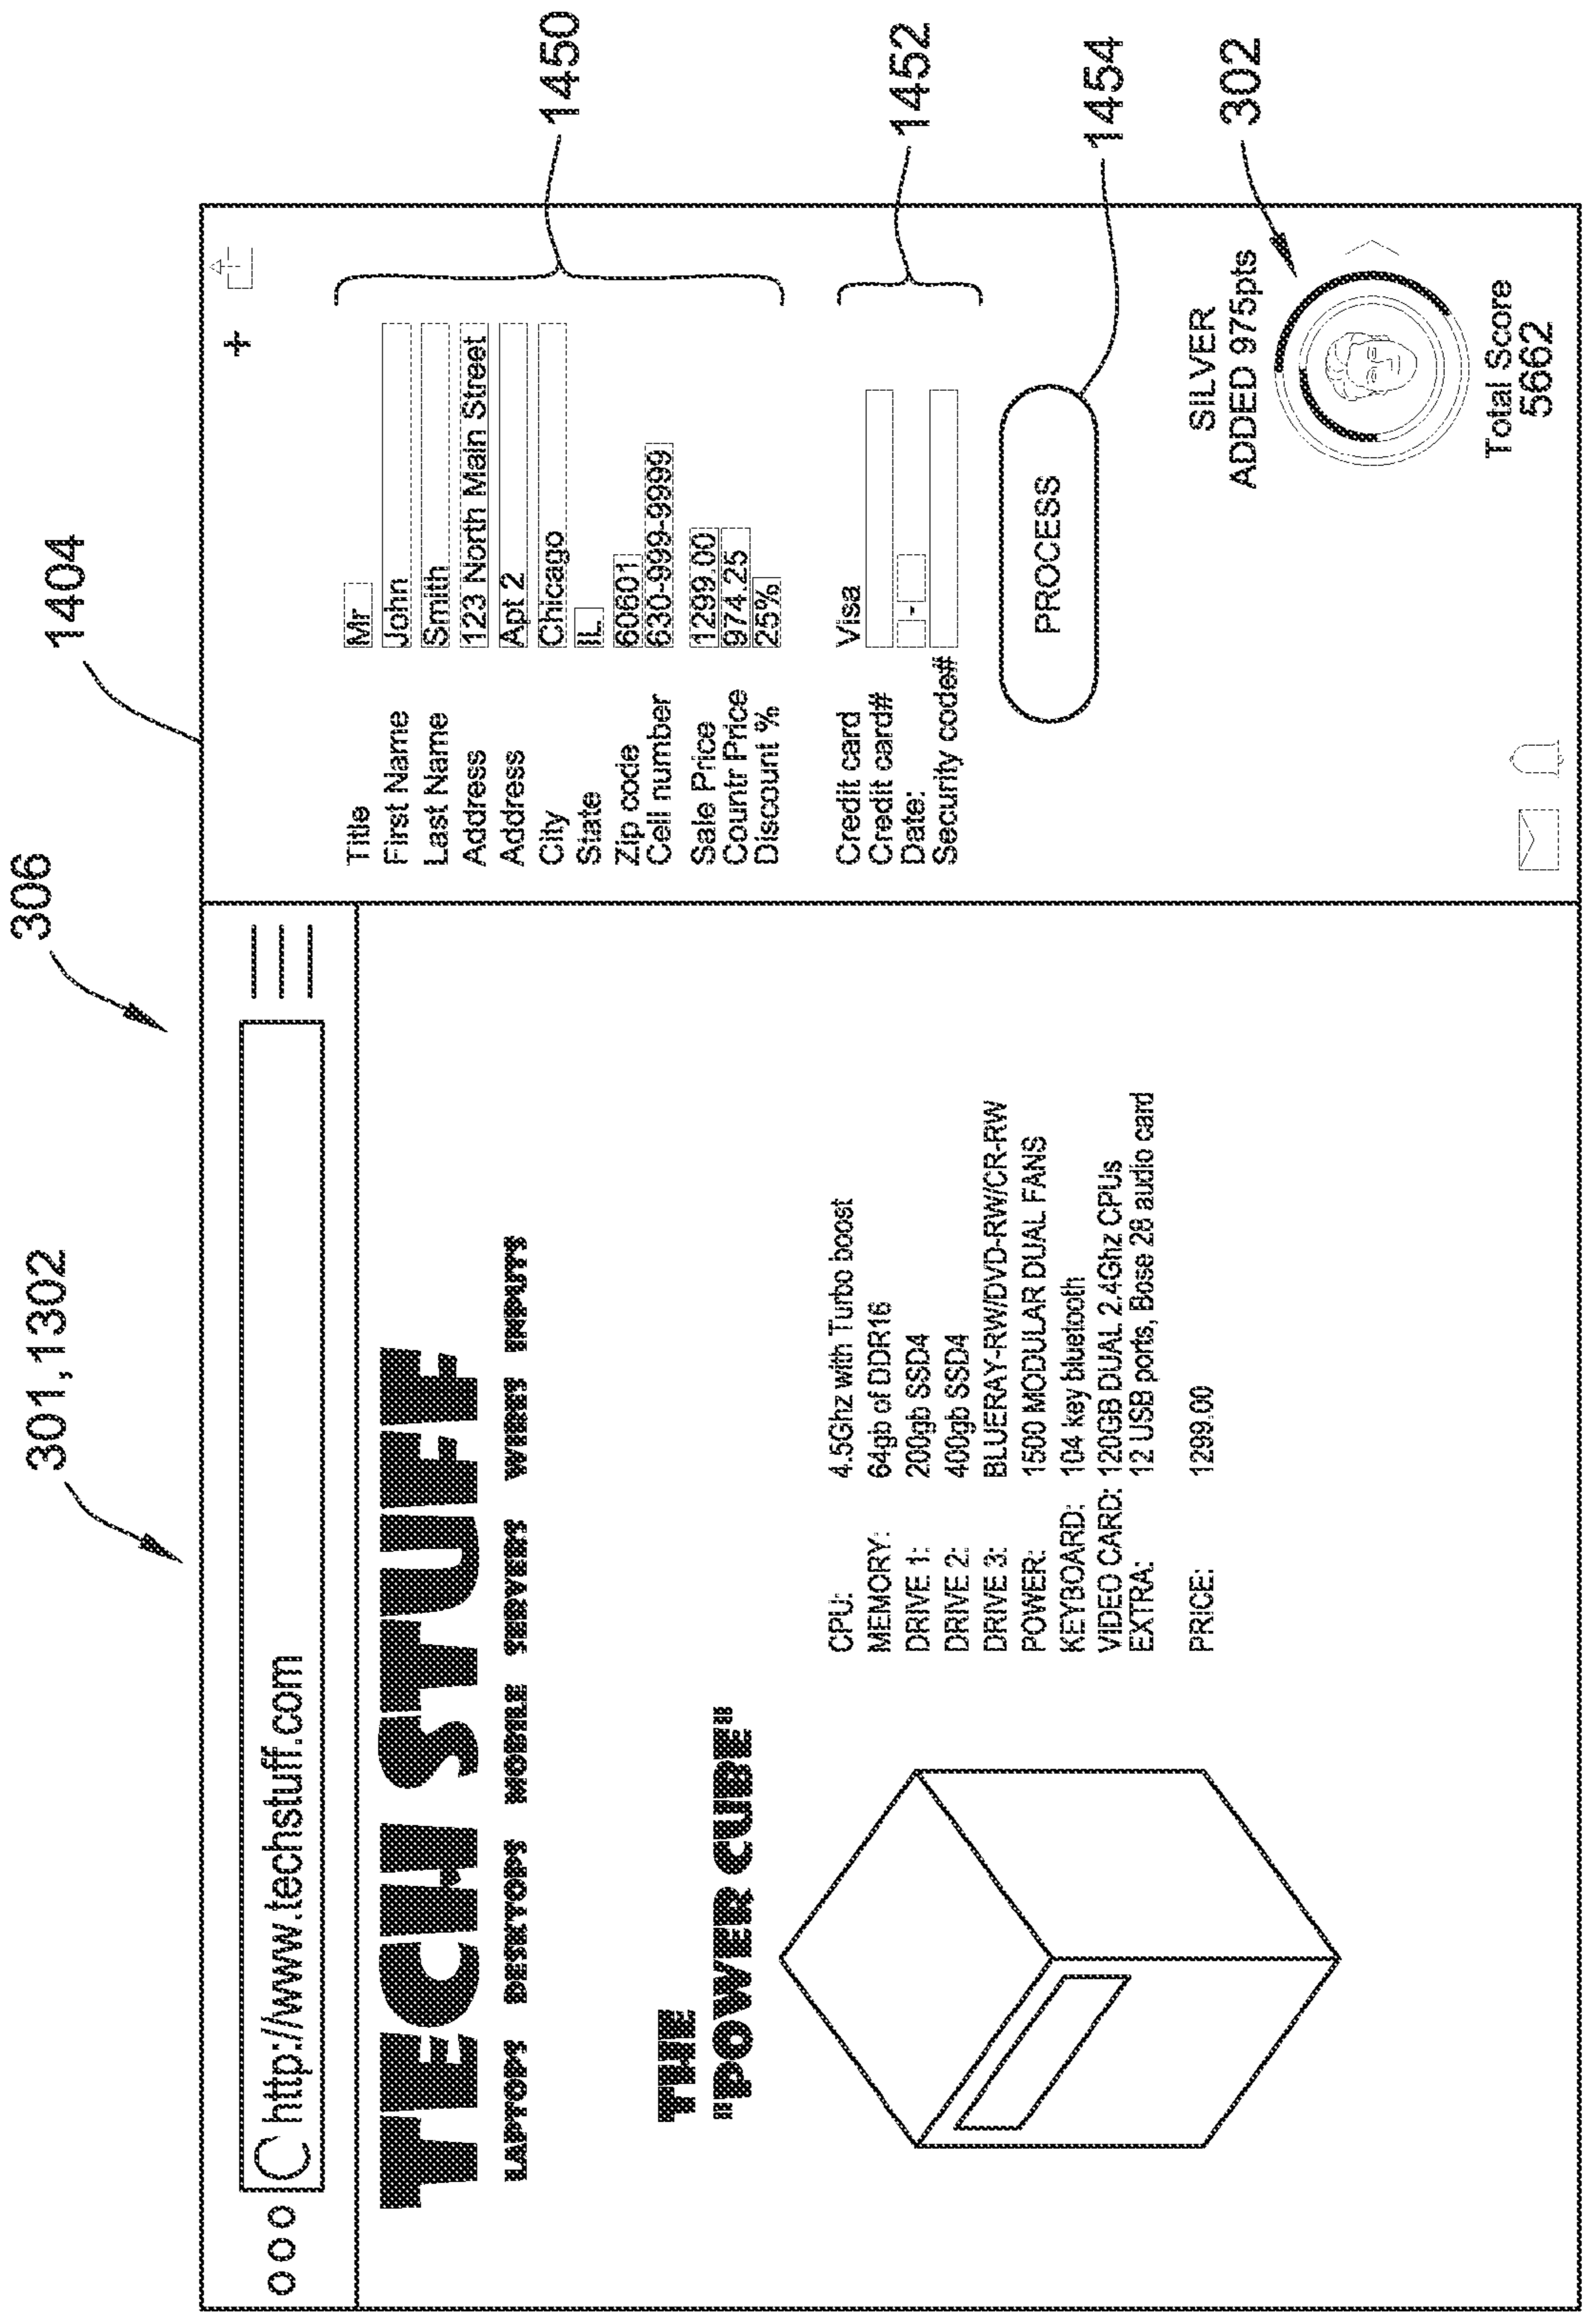 301,1302
306
1404
http://www.techstuff.com
TECH STUFF
LAPTOPS DESKTOPS MOBILE SERVERS WIRES INPUTS
THE
"POWER CUBE"
CPU: 4.5Ghz with Turbo boost
MEMORY: 64gb of DDR16
DRIVE 1: 200gb SSD4
DRIVE 2: 400gb SSD4
DRIVE 3: BLUERAY-RW/DVD-RW/CR-RW
POWER: 1500 MODULAR DUAL FANS
KEYBOARD: 104 key bluetooth
VIDEO CARD: 120GB DUAL 2.4Ghz CPUs
EXTRA: 12 USB ports, Bose 28 audio card
PRICE: 1299.00
+
Title Mr
First Name John
Last Name Smith
Address 123 North Main Street
Address Apt 2
City Chicago
State IL
Zip code 60601
Cell number 630-999-9999
Sale Price 1299.00
Countr Price 974.25
Discount % 25%
1450
Credit card Visa
Credit card#
Date: -
Security code#
1452
PROCESS
1454
SILVER
ADDED 975pts
302
Total Score
5662